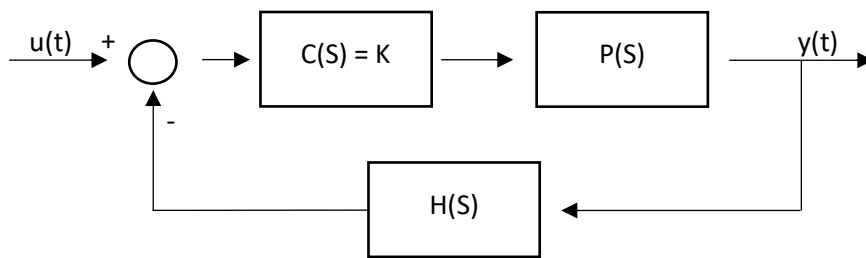 u(t)
+
C(S) = K
P(S)
y(t)
-
H(S)